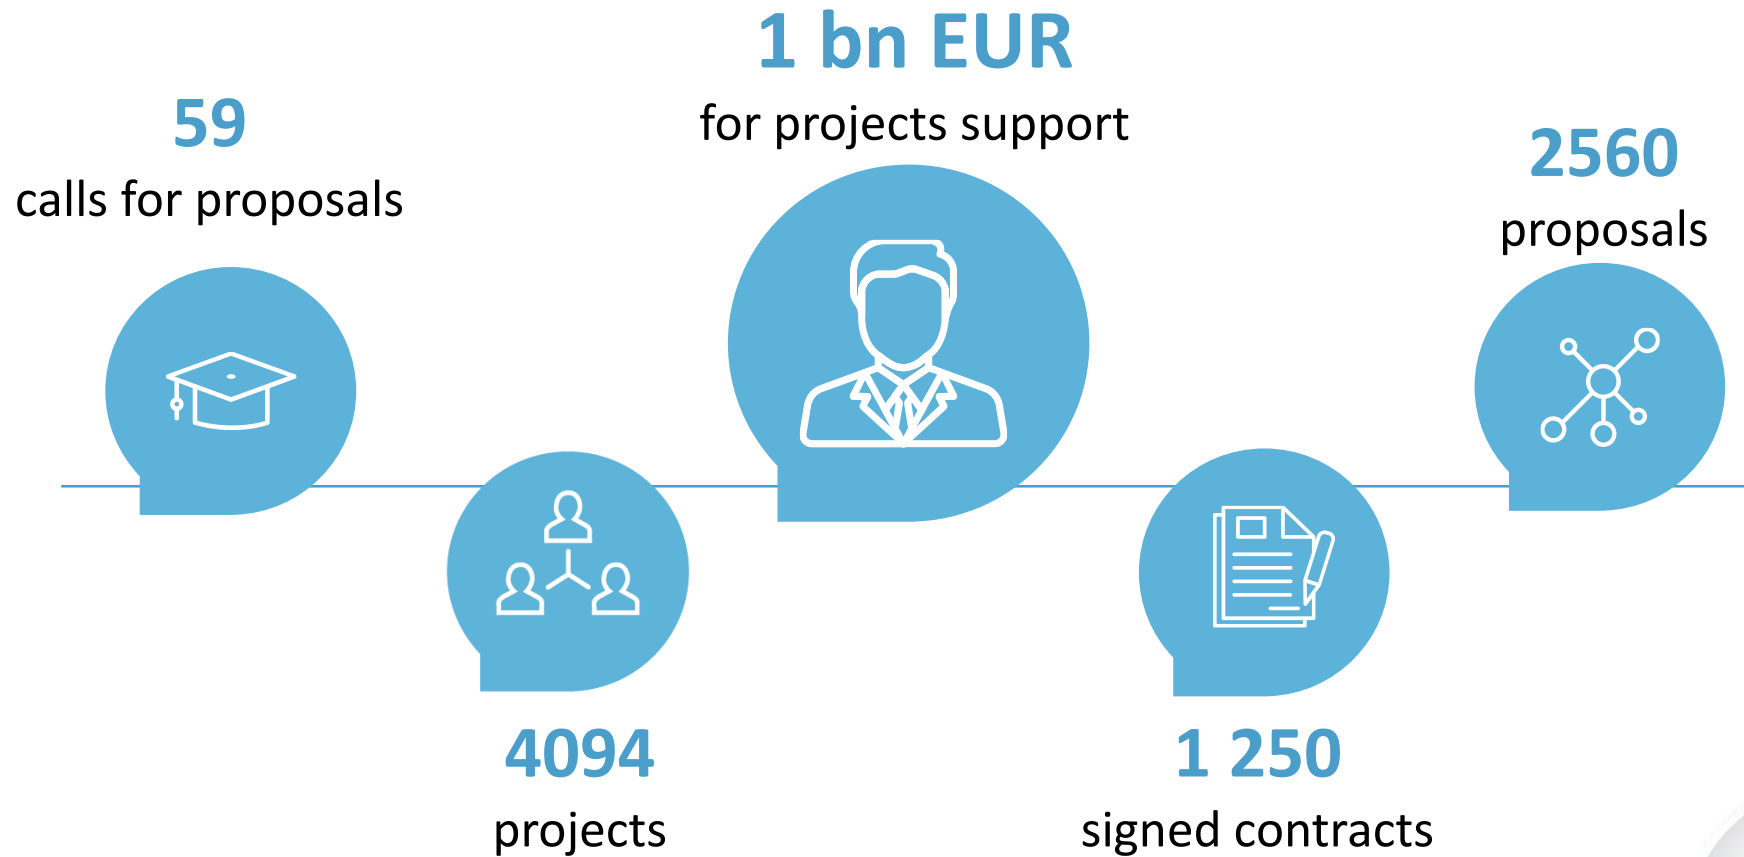 1 bn EUR
for projects support
59
calls for proposals
2560
proposals
4094
projects
1 250
signed contracts